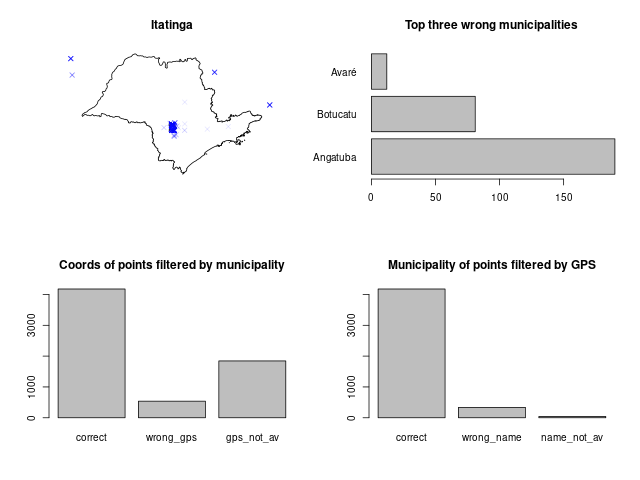 Itatinga
Top three wrong municipalities
Avaré
Botucatu
Angatuba
0 50 100 150
Coords of points filtered by municipality
0 1000 3000
correct wrong_gps gps_not_av
Municipality of points filtered by GPS
0 1000 3000
correct wrong_name name_not_av